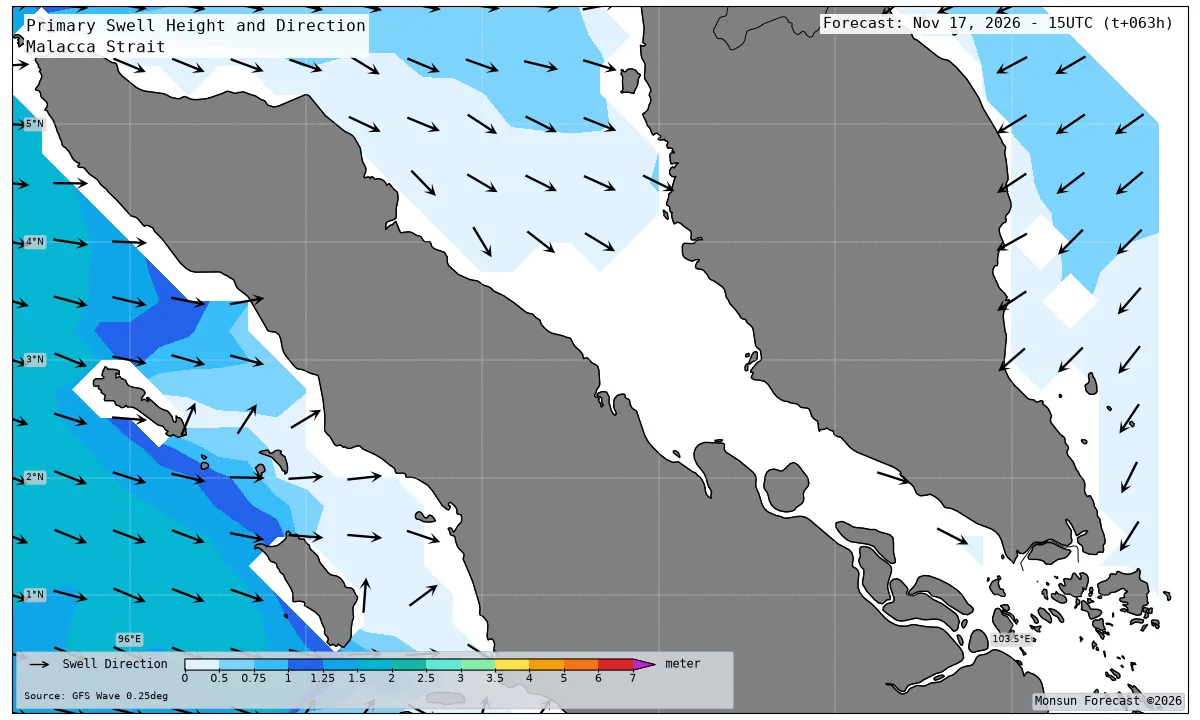 Primary Swell Height and Direction
Malacca Strait
Forecast: Nov 17, 2026 - 15UTC (t+063h)
5°N
4°N
3°N
2°N
1°N
96°E
103.5°E
Swell Direction
meter
0 0.5 0.75 1 1.25 1.5 2 2.5 3 3.5 4 5 6 7
Source: GFS Wave 0.25deg
Monsun Forecast ©2026